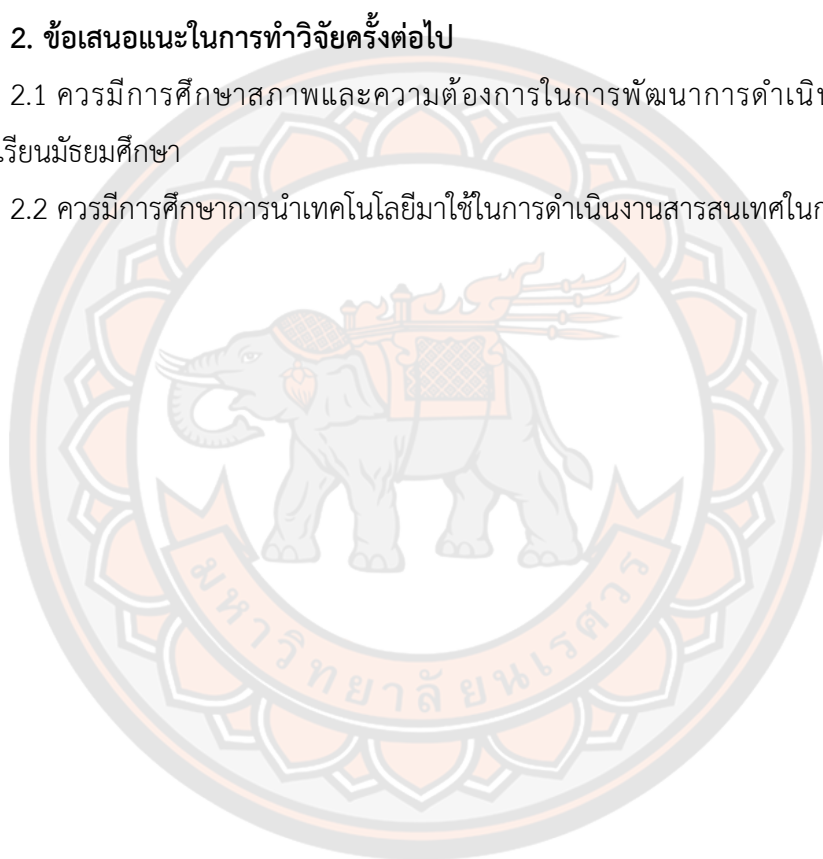 2. ข้อเสนอแนะในการทำวิจัยครั้งต่อไป
2.1 ควรมีการศึกษาสภาพและความต้องการในการพัฒนาการดำเนิน
เรียนมัธยมศึกษา
2.2 ควรมีการศึกษาการนำเทคโนโลยีมาใช้ในการดำเนินงานสารสนเทศใน
มหาวิทยาลัยนเรศวร